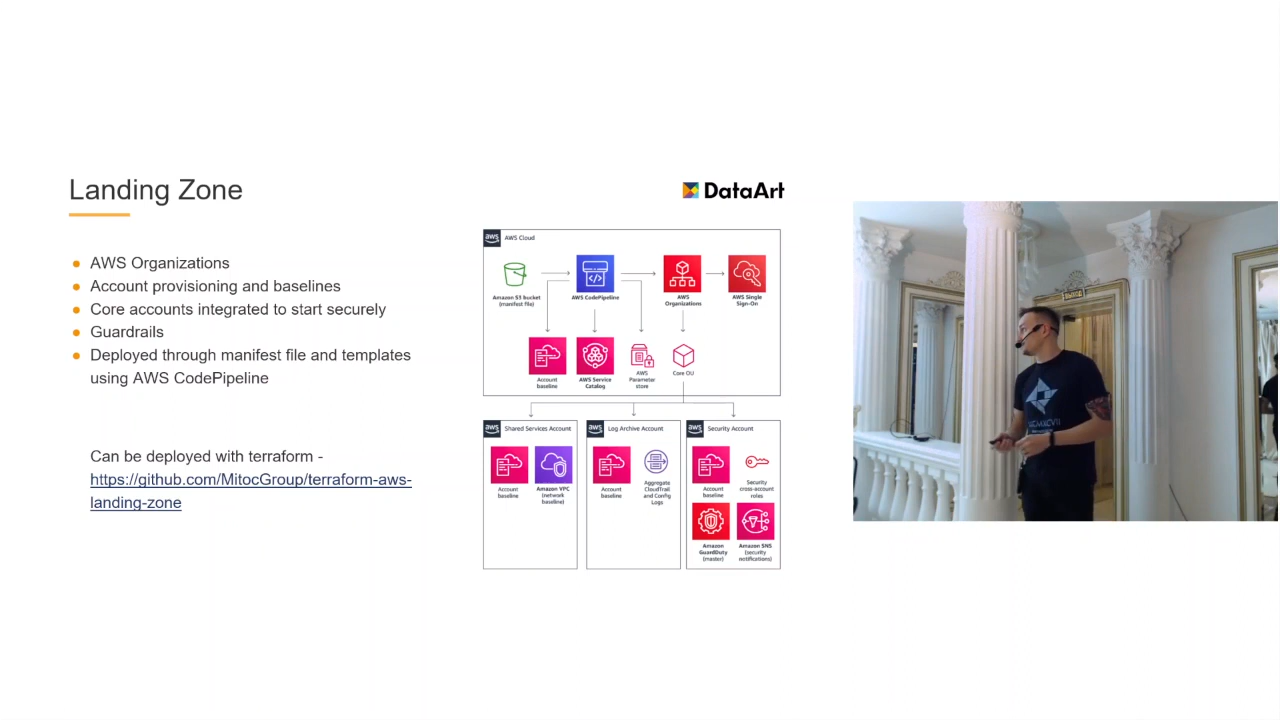 Landing Zone
DataArt
AWS Organizations
Account provisioning and baselines
Core accounts integrated to start securely
Guardrails
Deployed through manifest file and templates
using AWS CodePipeline
Can be deployed with terraform -
https://github.com/MitocGroup/terraform-aws-
landing-zone
aws
AWS Cloud
Amazon S3 bucket
(manifest file)
AWS CodePipeline
AWS
Organizations
AWS Single
Sign-On
Account
baseline
AWS Service
Catalog
AWS
Parameter
store
Core OU
aws
Shared Services Account
Account
baseline
Amazon VPC
(network
baseline)
aws
Log Archive Account
Account
baseline
Aggregate
CloudTrail
and Config
Logs
aws
Security Account
Account
baseline
Security
cross-account
roles
Amazon
GuardDuty
(master)
Amazon SNS
(security
notifications)